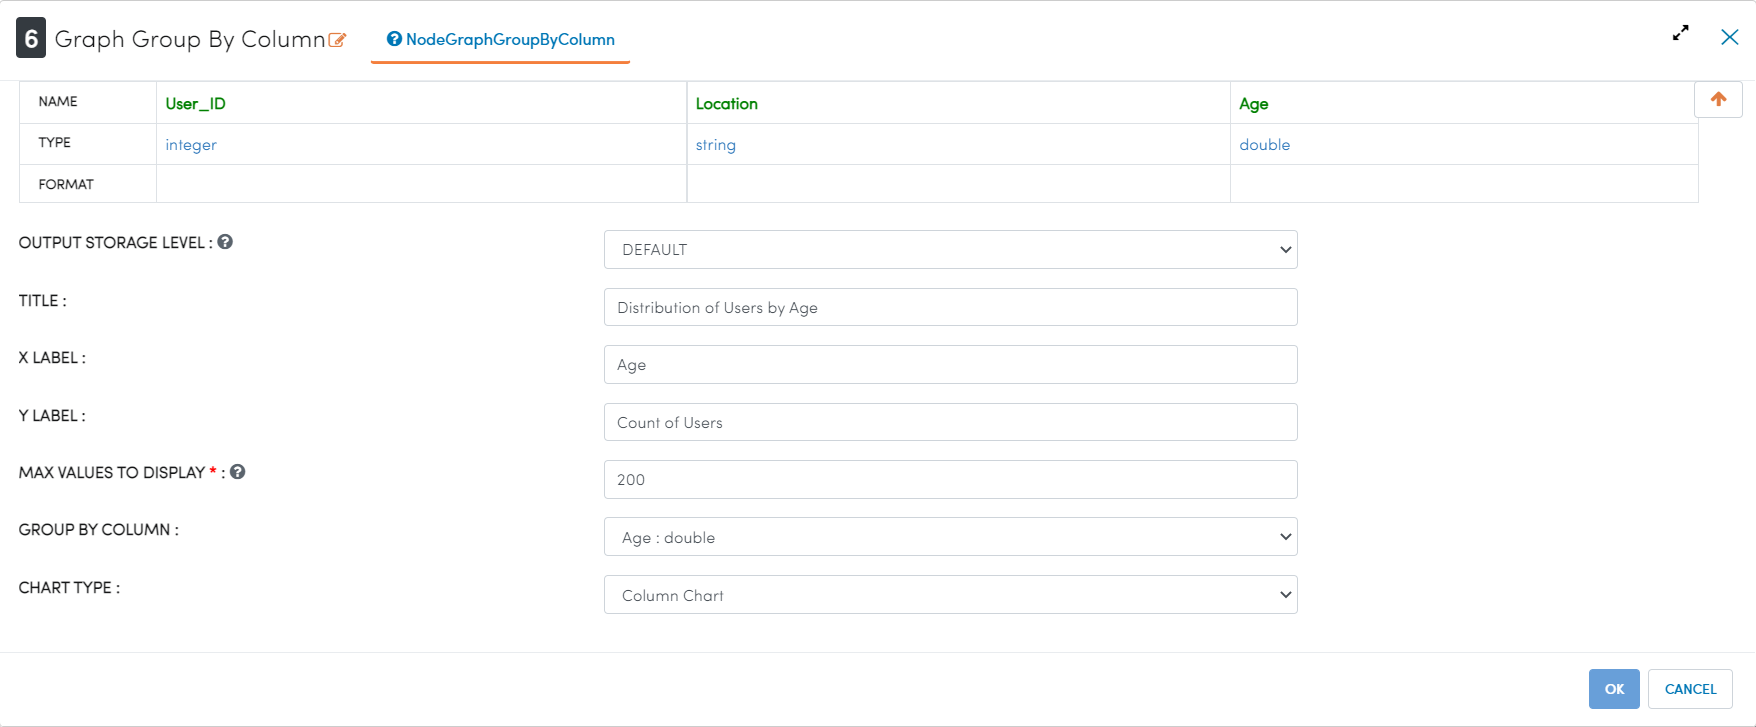 6 Graph Group By Column NodeGraphGroupByColumn
NAME User_ID Location Age
TYPE integer string double
FORMAT
OUTPUT STORAGE LEVEL : DEFAULT
TITLE : Distribution of Users by Age
X LABEL : Age
Y LABEL : Count of Users
MAX VALUES TO DISPLAY * : 200
GROUP BY COLUMN : Age : double
CHART TYPE : Column Chart
OK CANCEL